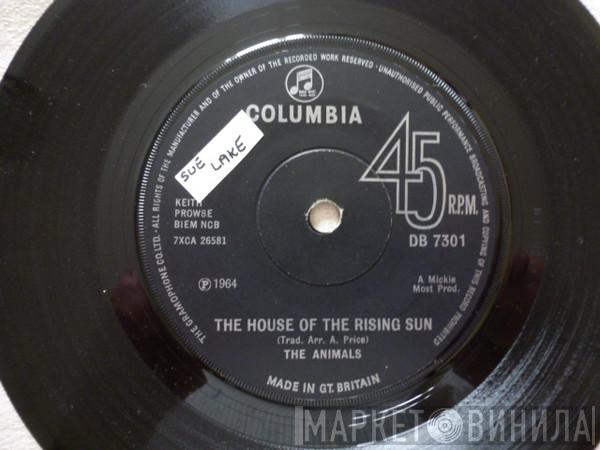 THE GRAMOPHONE CO.LTD. · ALL RIGHTS OF THE MANUFACTURER AND OF THE OWNER OF THE RECORDED WORK RESERVED · UNAUTHORISED PUBLIC PERFORMANCE BROADCASTING AND COPYING OF THIS RECORD PROHIBITED
COLUMBIA
SUE LAKE
45
R.P.M.
KEITH
PROWSE
BIEM NCB
7XCA 26581
DB 7301
Ⓟ1964
A Mickie
Most Prod.
THE HOUSE OF THE RISING SUN
(Trad. Arr. A. Price)
THE ANIMALS
MADE IN GT. BRITAIN
МАРКЕТ ВИНИЛА